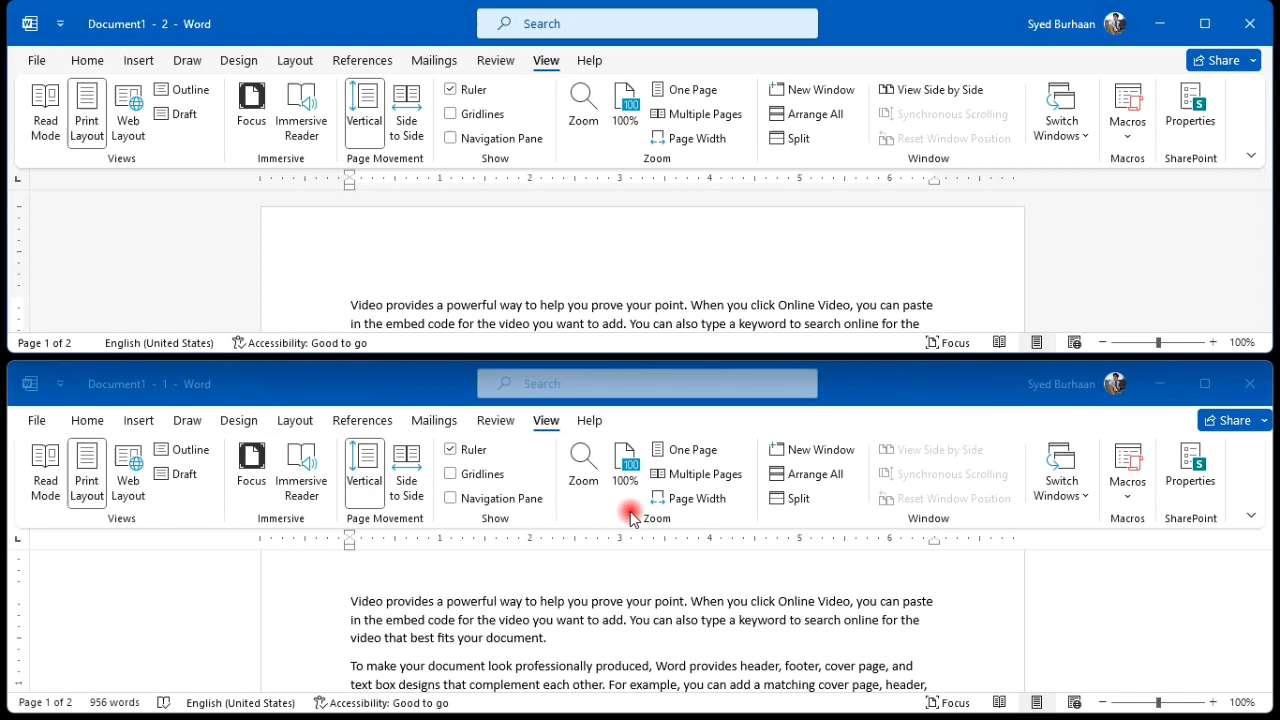 Document1 - 2 - Word
Search
Syed Burhaan
File Home Insert Draw Design Layout References Mailings Review View Help
Share
Read Mode
Print Layout
Web Layout
Outline
Draft
Views
Focus
Immersive Reader
Immersive
Vertical
Side to Side
Page Movement
Ruler
Gridlines
Navigation Pane
Show
Zoom
100
100%
One Page
Multiple Pages
Page Width
Zoom
New Window
Arrange All
Split
View Side by Side
Synchronous Scrolling
Reset Window Position
Switch Windows
Window
Macros
Macros
Properties
SharePoint
1 2 3 4 5 6
Video provides a powerful way to help you prove your point. When you click Online Video, you can paste
in the embed code for the video you want to add. You can also type a keyword to search online for the
Page 1 of 2 English (United States) Accessibility: Good to go Focus 100%
Document1 - 1 - Word
Search
Syed Burhaan
File Home Insert Draw Design Layout References Mailings Review View Help
Share
Read Mode
Print Layout
Web Layout
Outline
Draft
Views
Focus
Immersive Reader
Immersive
Vertical
Side to Side
Page Movement
Ruler
Gridlines
Navigation Pane
Show
Zoom
100
100%
One Page
Multiple Pages
Page Width
Zoom
New Window
Arrange All
Split
View Side by Side
Synchronous Scrolling
Reset Window Position
Switch Windows
Window
Macros
Macros
Properties
SharePoint
1 2 3 4 5 6
Video provides a powerful way to help you prove your point. When you click Online Video, you can paste
in the embed code for the video you want to add. You can also type a keyword to search online for the
video that best fits your document.
To make your document look professionally produced, Word provides header, footer, cover page, and
text box designs that complement each other. For example, you can add a matching cover page, header,
Page 1 of 2 956 words English (United States) Accessibility: Good to go Focus 100%